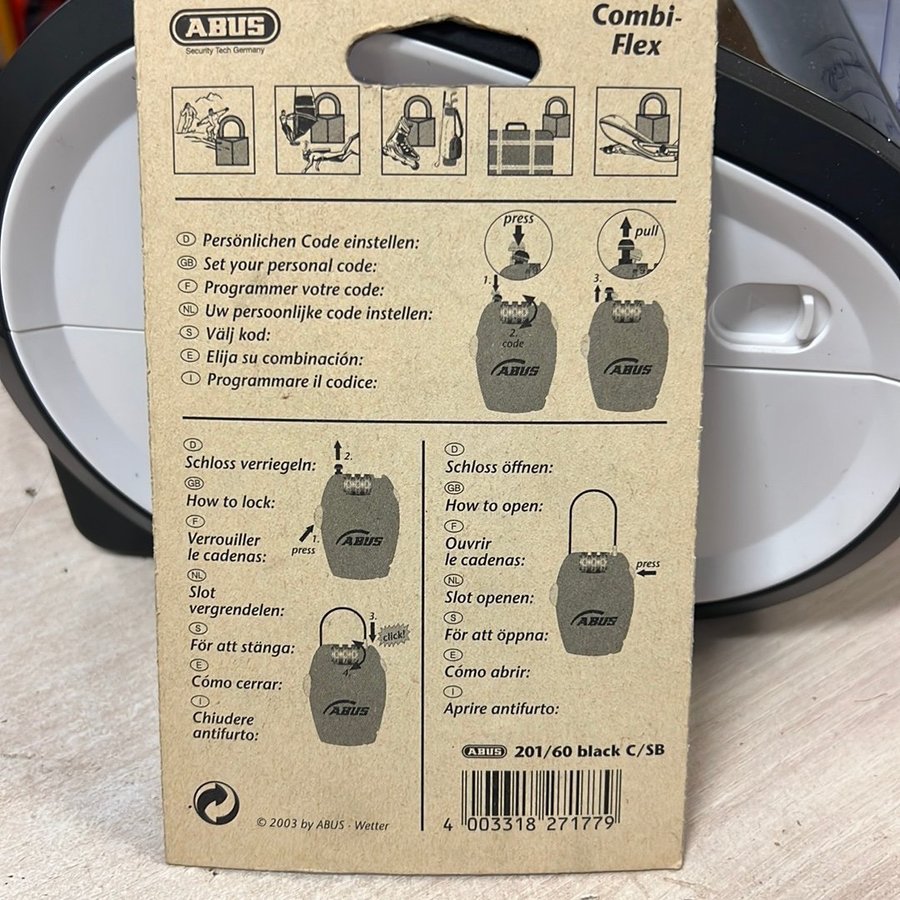 ABUS
Security Tech Germany
Combi-
Flex
press
pull
D Persönlichen Code einstellen:
GB Set your personal code:
F Programmer votre code:
NL Uw persoonlijke code instellen:
S Välj kod:
E Elija su combinación:
I Programmare il codice:
1.
2.
code
ABUS
3.
ABUS
D
Schloss verriegeln:
GB
How to lock:
F
Verrouiller
le cadenas:
NL
Slot
vergrendelen:
S
För att stänga:
E
Cómo cerrar:
I
Chiudere
antifurto:
2.
1.
press
ABUS
3.
click!
4.
ABUS
D
Schloss öffnen:
GB
How to open:
F
Ouvrir
le cadenas:
NL
Slot openen:
S
För att öppna:
E
Cómo abrir:
I
Aprire antifurto:
press
ABUS
ABUS 201/60 black C/SB
4 003318 271779
© 2003 by ABUS · Wetter